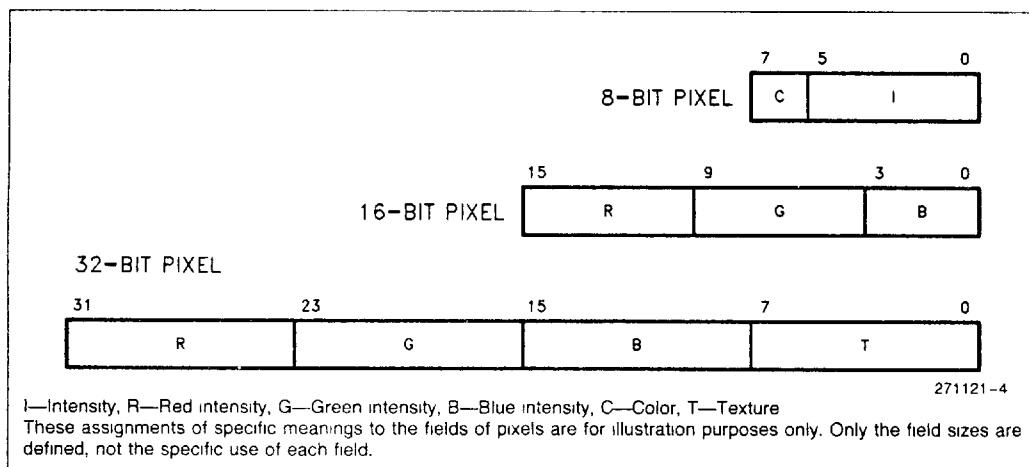 7 5 0
8-BIT PIXEL C I
15 9 3 0
16-BIT PIXEL R G B
32-BIT PIXEL
31 23 15 7 0
R G B T
271121-4
I—Intensity, R—Red intensity, G—Green intensity, B—Blue intensity, C—Color, T—Texture
These assignments of specific meanings to the fields of pixels are for illustration purposes only. Only the field sizes are
defined, not the specific use of each field.